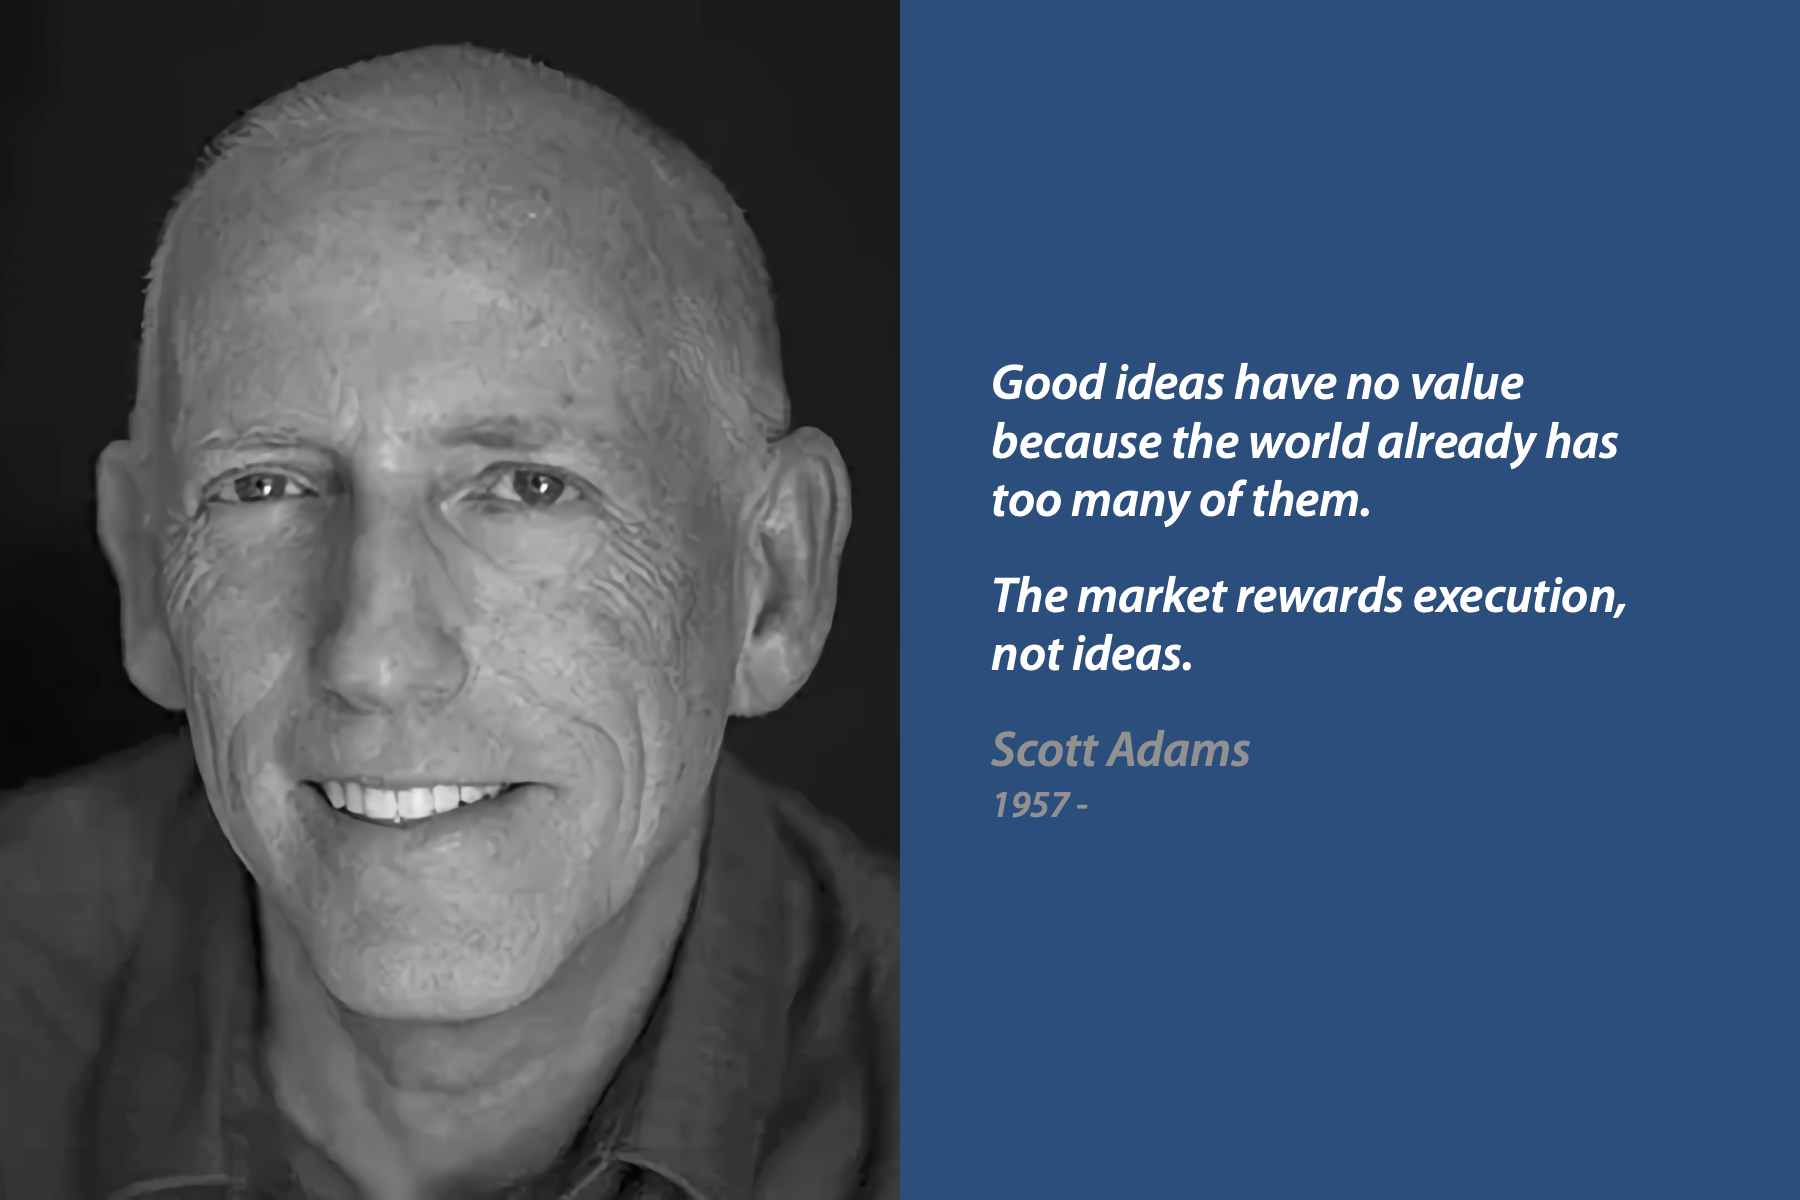 Good ideas have no value
because the world already has
too many of them.
The market rewards execution,
not ideas.
Scott Adams
1957 -